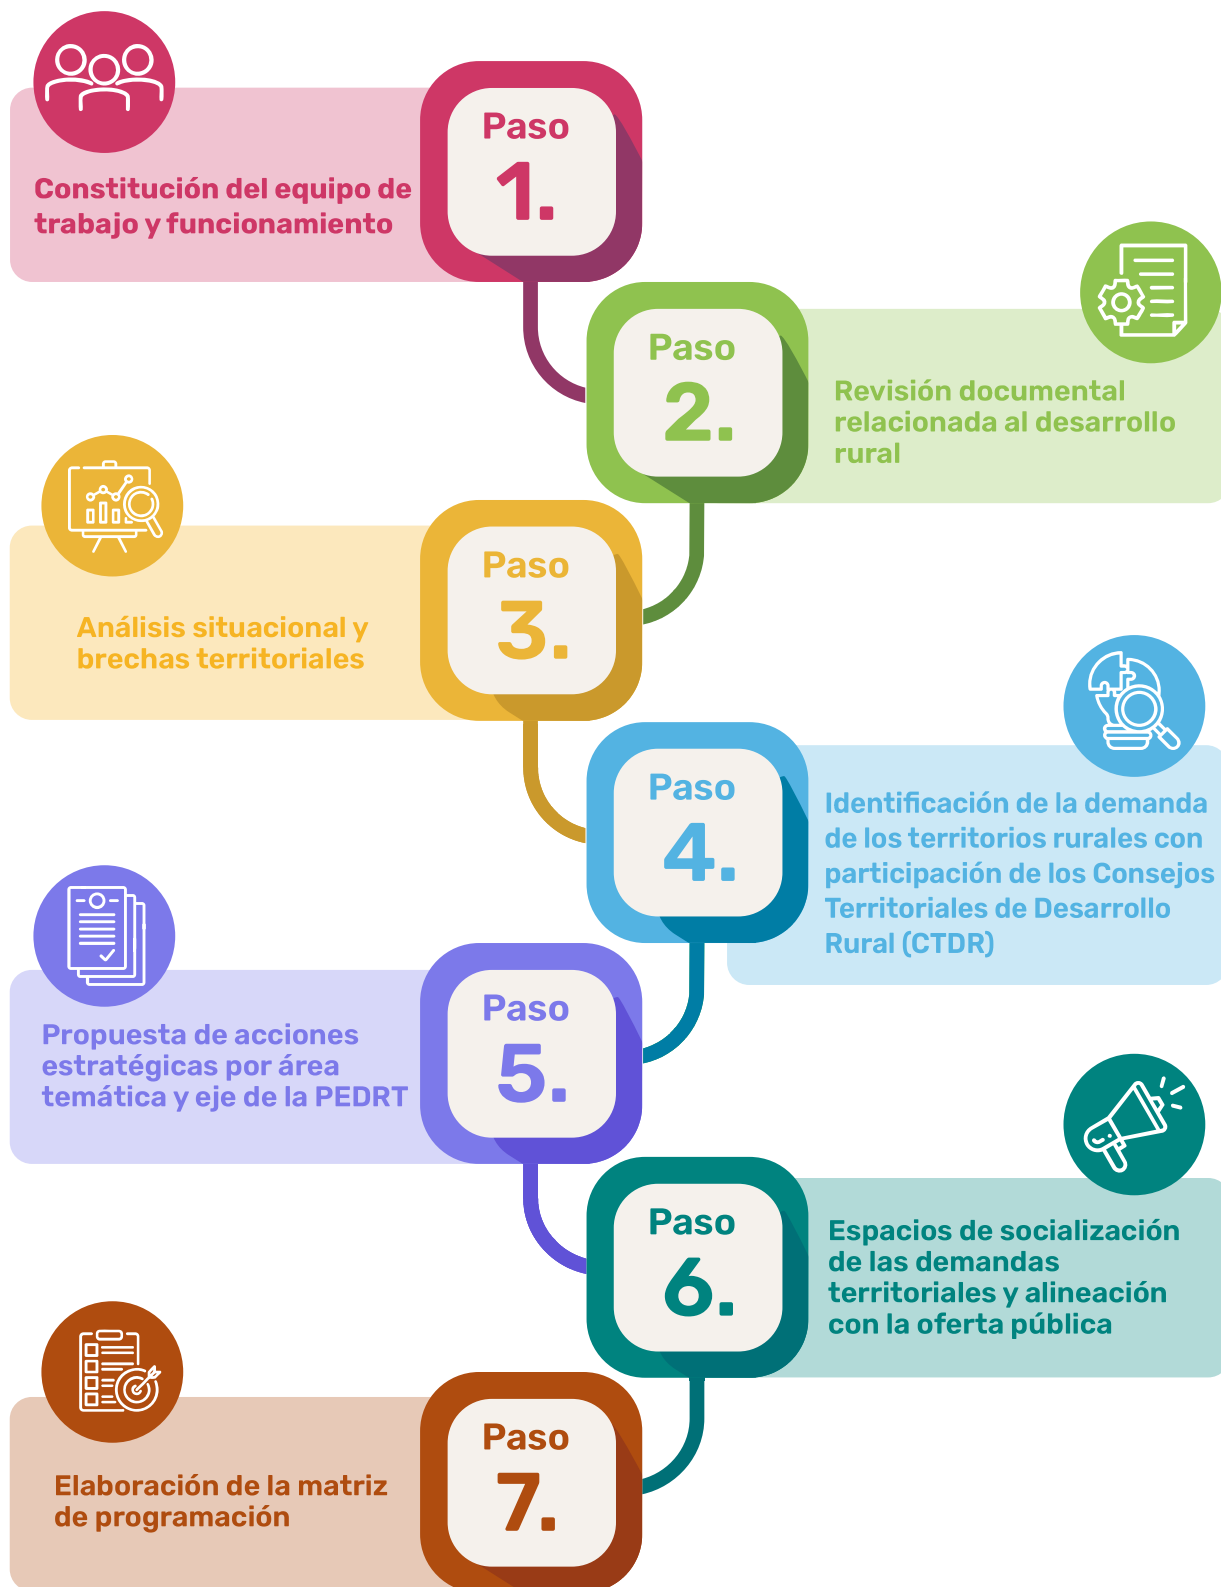 Paso
1.
Constitución del equipo de
trabajo y funcionamiento
Paso
2.
Revisión documental
relacionada al desarrollo
rural
Paso
3.
Análisis situacional y
brechas territoriales
Paso
4.
Identificación de la demanda
de los territorios rurales con
participación de los Consejos
Territoriales de Desarrollo
Rural (CTDR)
Paso
5.
Propuesta de acciones
estratégicas por área
temática y eje de la PEDRT
Paso
6.
Espacios de socialización
de las demandas
territoriales y alineación
con la oferta pública
Paso
7.
Elaboración de la matriz
de programación